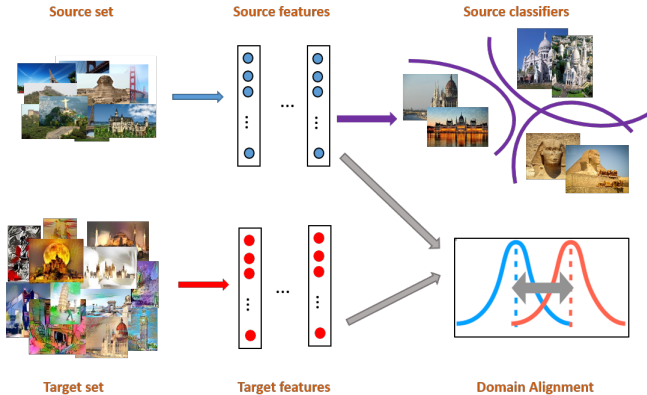 Source set
Source features
Source classifiers
...
...
Target set
Target features
Domain Alignment